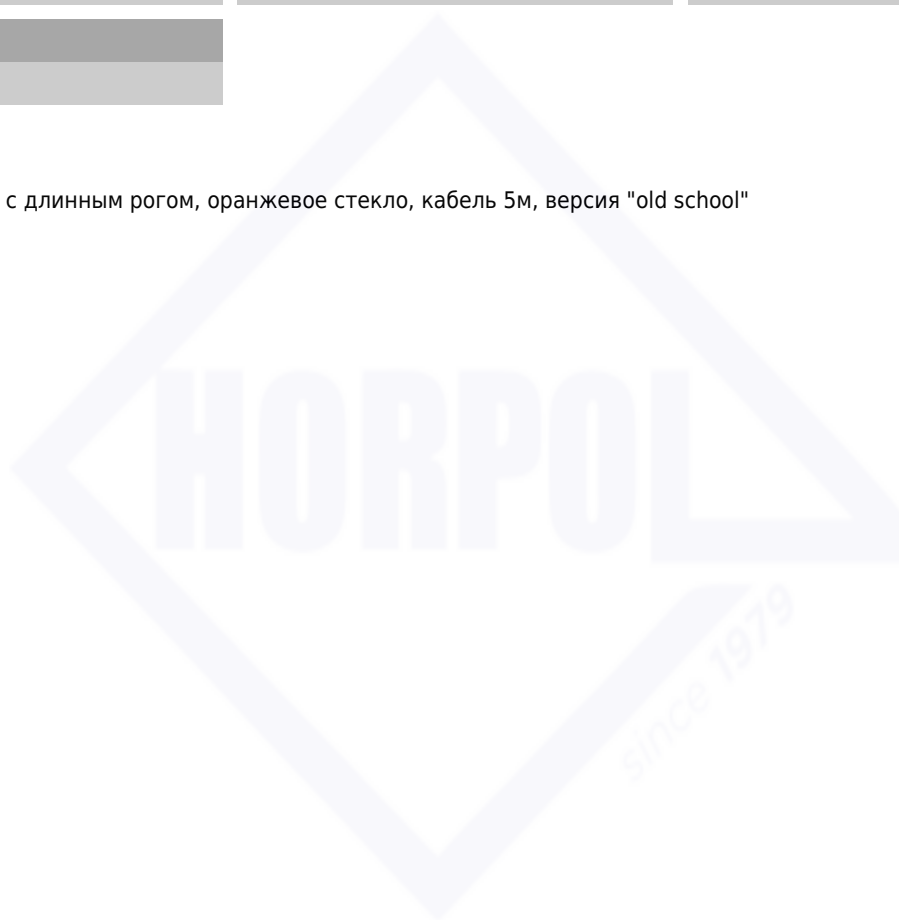 с длинным рогом, оранжевое стекло, кабель 5м, версия "old school"
HORPOL
since 1979